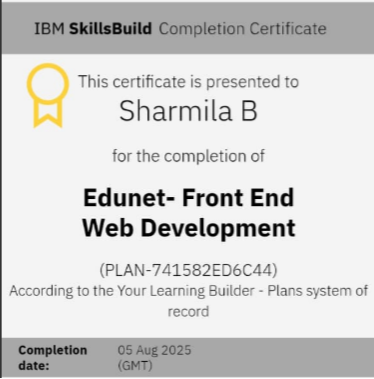 IBM SkillsBuild Completion Certificate
This certificate is presented to
Sharmila B
for the completion of
Edunet- Front End
Web Development
(PLAN-741582ED6C44)
According to the Your Learning Builder - Plans system of
record
Completion date: 05 Aug 2025 (GMT)